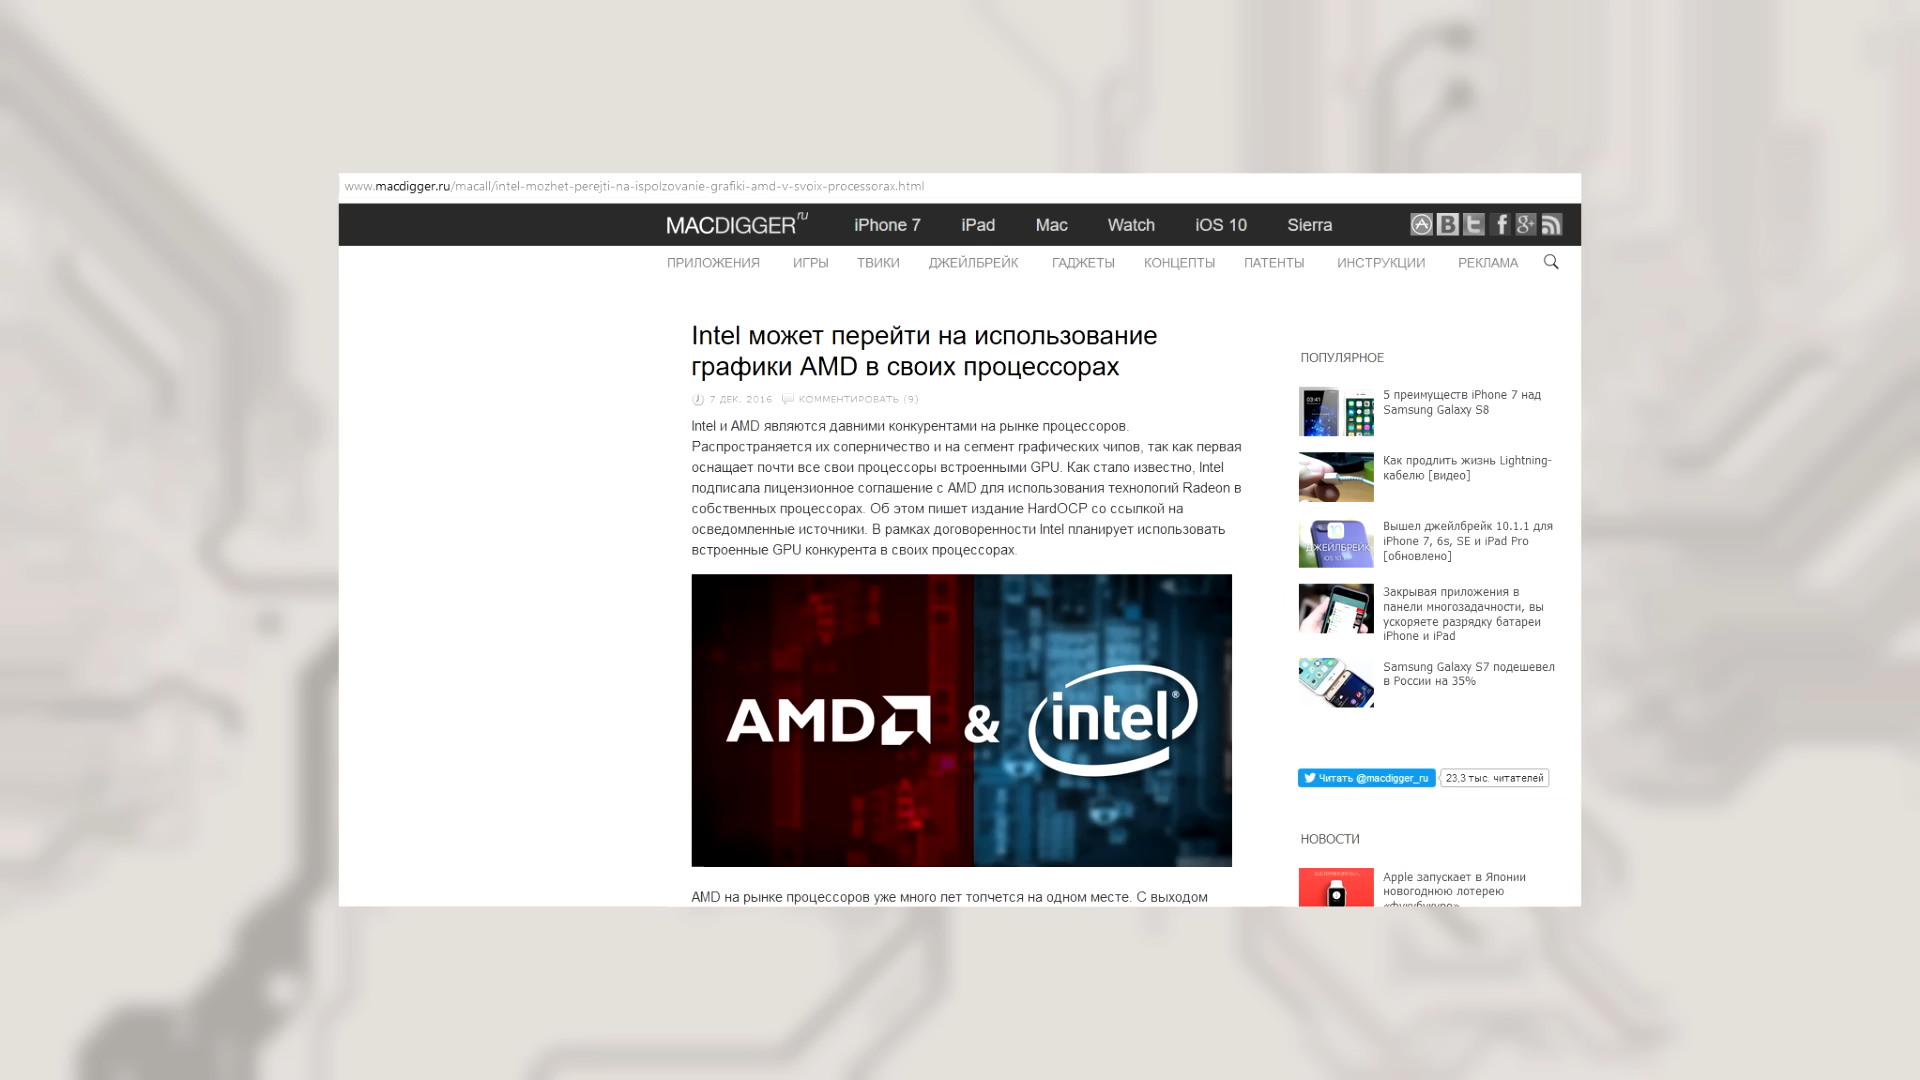 www.macdigger.ru/macall/intel-mozhet-perejti-na-ispolzovanie-grafiki-amd-v-svoix-processorax.html
MACDIGGER ru iPhone 7 iPad Mac Watch iOS 10 Sierra
ПРИЛОЖЕНИЯ ИГРЫ ТВИКИ ДЖЕЙЛБРЕЙК ГАДЖЕТЫ КОНЦЕПТЫ ПАТЕНТЫ ИНСТРУКЦИИ РЕКЛАМА
Intel может перейти на использование
графики AMD в своих процессорах
7 ДЕК. 2016 КОММЕНТИРОВАТЬ (9)
Intel и AMD являются давними конкурентами на рынке процессоров.
Распространяется их соперничество и на сегмент графических чипов, так как первая
оснащает почти все свои процессоры встроенными GPU. Как стало известно, Intel
подписала лицензионное соглашение с AMD для использования технологий Radeon в
собственных процессорах. Об этом пишет издание HardOCP со ссылкой на
осведомленные источники. В рамках договоренности Intel планирует использовать
встроенные GPU конкурента в своих процессорах.
AMD & intel®
AMD на рынке процессоров уже много лет топчется на одном месте. С выходом
ПОПУЛЯРНОЕ
5 преимуществ iPhone 7 над
Samsung Galaxy S8
03:41
Как продлить жизнь Lightning-
кабелю [видео]
Вышел джейлбрейк 10.1.1 для
iPhone 7, 6s, SE и iPad Pro
[обновлено]
10
ДЖЕЙЛБРЕЙК
iOS 10
Закрывая приложения в
панели многозадачности, вы
ускоряете разрядку батареи
iPhone и iPad
Samsung Galaxy S7 подешевел
в России на 35%
Читать @macdigger_ru 23,3 тыс. читателей
НОВОСТИ
Apple запускает в Японии
новогоднюю лотерею
«фукубукуро»